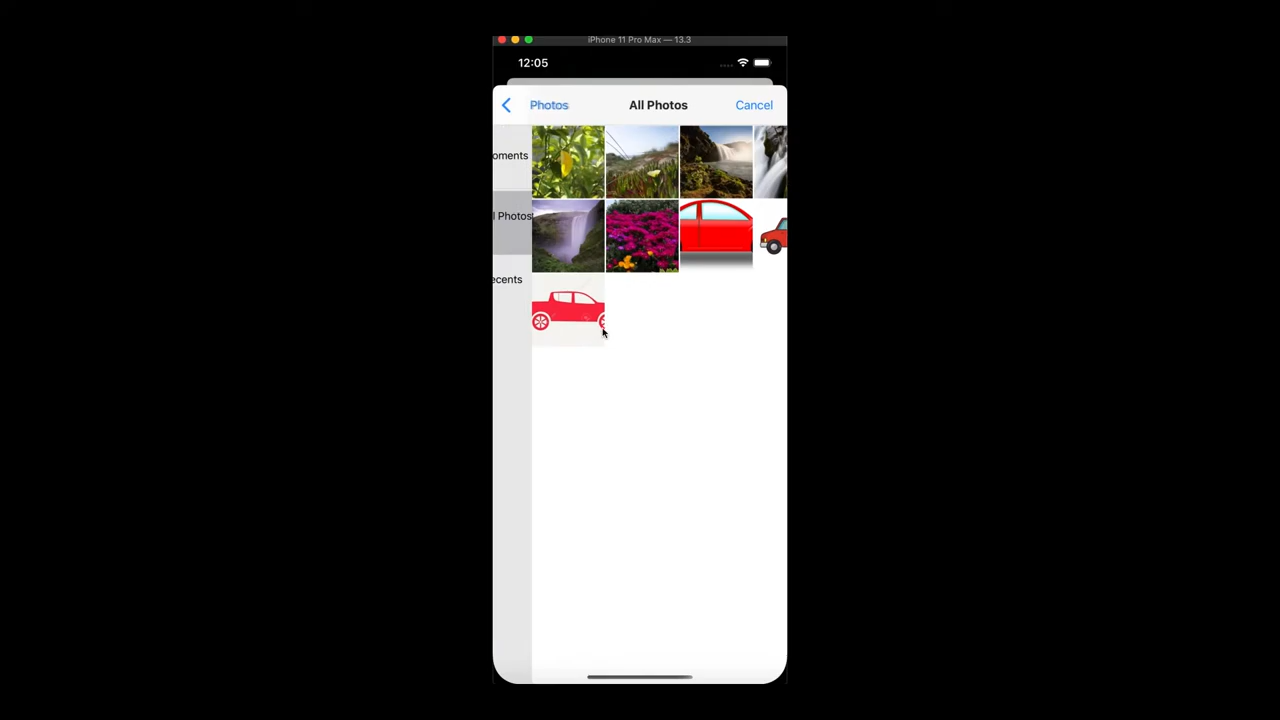 iPhone 11 Pro Max — 13.3
12:05
Photos
All Photos
Cancel
oments
l Photos
ecents